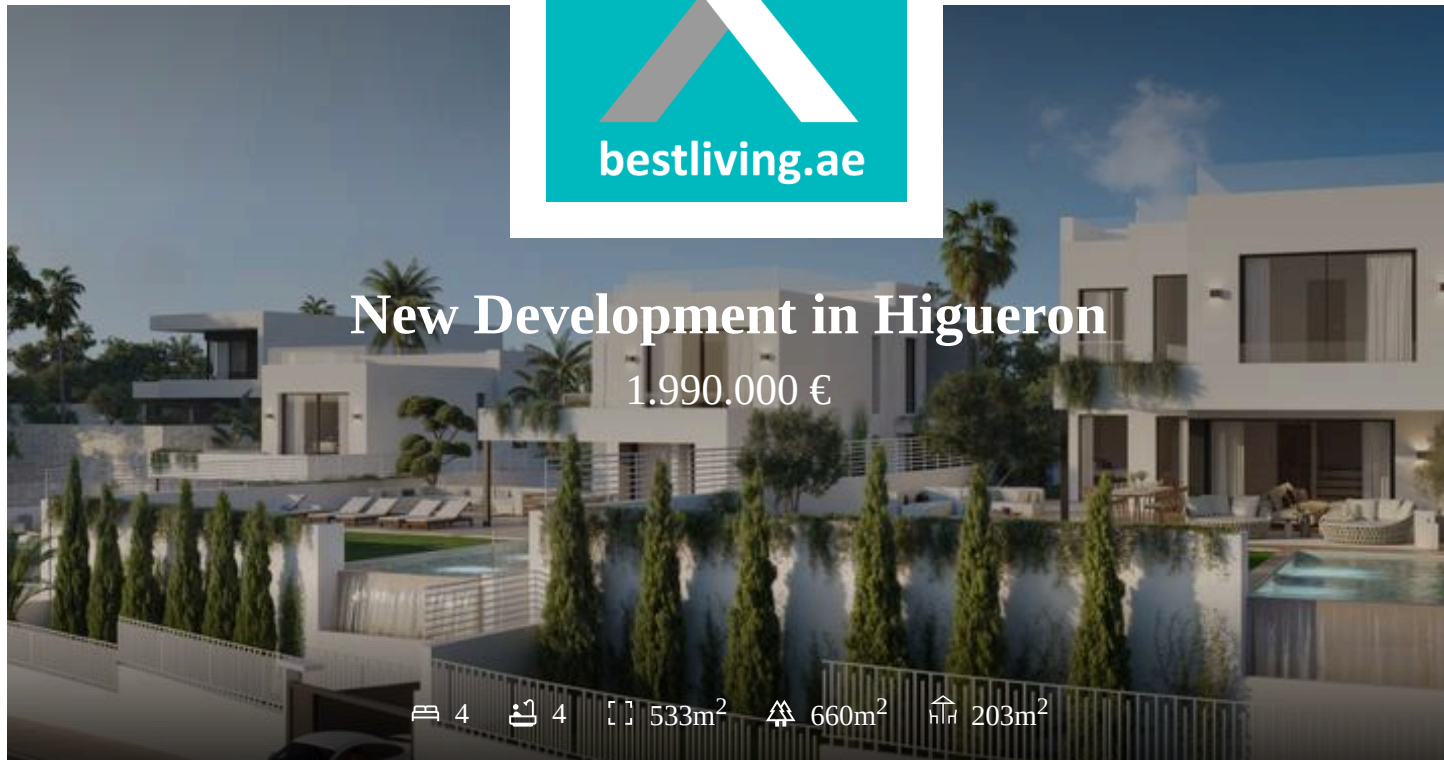 bestliving.ae
New Development in Higueron
1.990.000 €
4 4 533m² 660m² 203m²